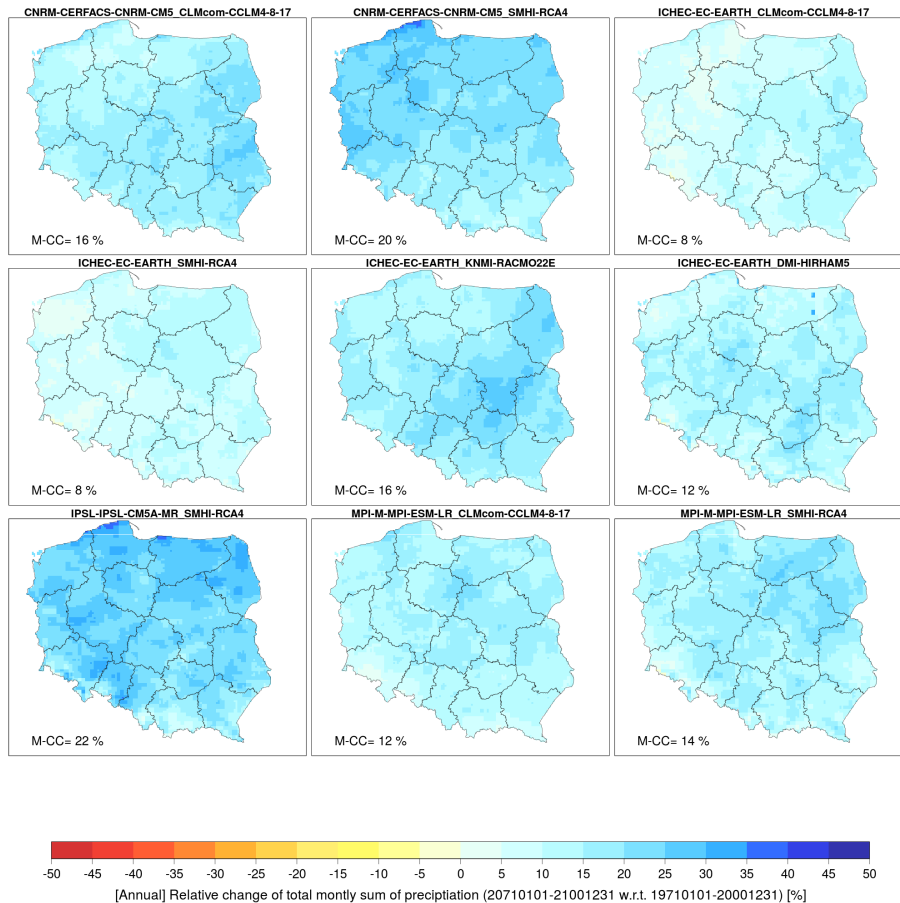 CNRM-CERFACS-CNRM-CM5_CLMcom-CCLM4-8-17
CNRM-CERFACS-CNRM-CM5_SMHI-RCA4
ICHEC-EC-EARTH_CLMcom-CCLM4-8-17
M-CC= 16 %
M-CC= 20 %
M-CC= 8 %
ICHEC-EC-EARTH_SMHI-RCA4
ICHEC-EC-EARTH_KNMI-RACMO22E
ICHEC-EC-EARTH_DMI-HIRHAM5
M-CC= 8 %
M-CC= 16 %
M-CC= 12 %
IPSL-IPSL-CM5A-MR_SMHI-RCA4
MPI-M-MPI-ESM-LR_CLMcom-CCLM4-8-17
MPI-M-MPI-ESM-LR_SMHI-RCA4
M-CC= 22 %
M-CC= 12 %
M-CC= 14 %
-50 -45 -40 -35 -30 -25 -20 -15 -10 -5 0 5 10 15 20 25 30 35 40 45 50
[Annual] Relative change of total montly sum of preciptiation (20710101-21001231 w.r.t. 19710101-20001231) [%]